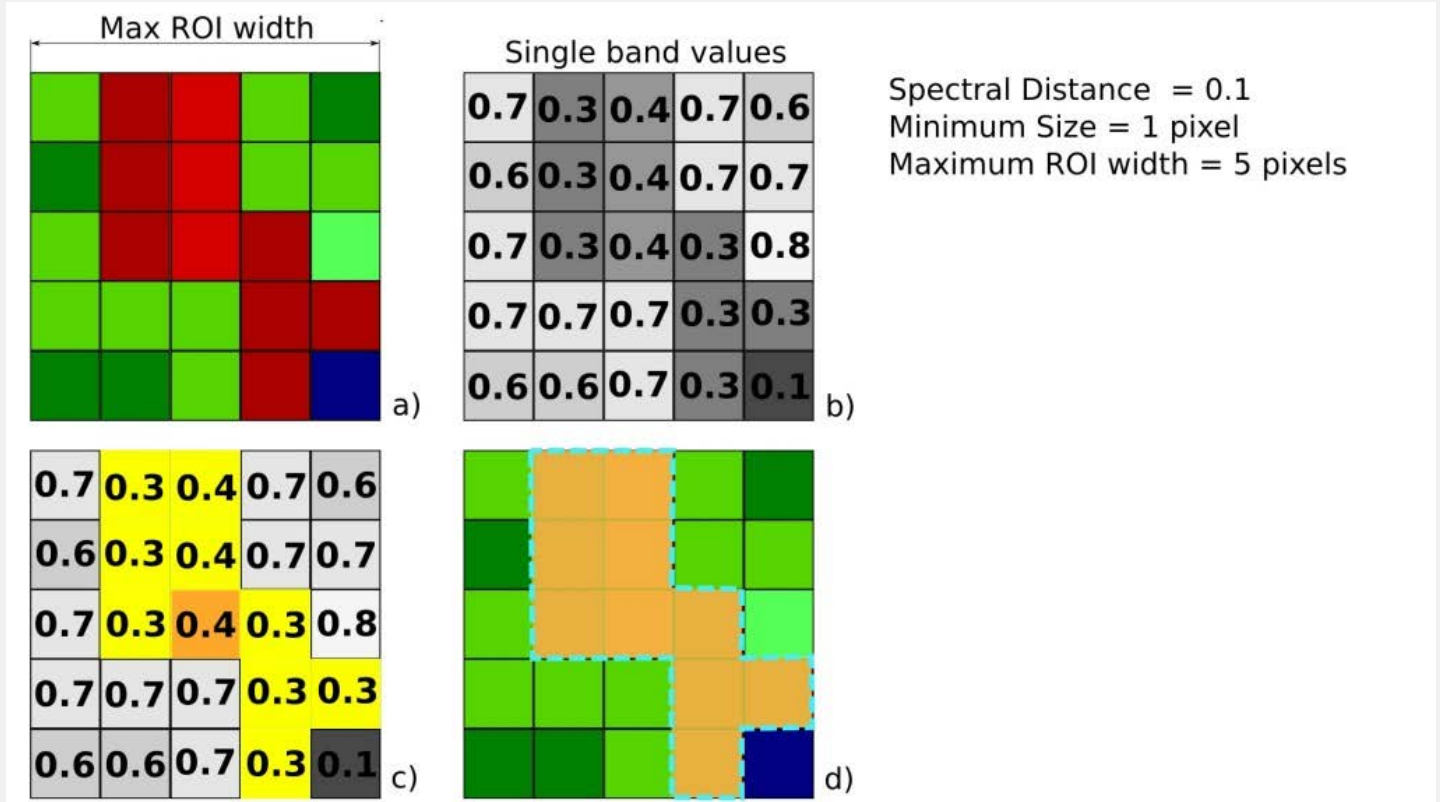 Max ROI width
Single band values
Spectral Distance = 0.1
Minimum Size = 1 pixel
Maximum ROI width = 5 pixels
0.7 0.3 0.4 0.7 0.6
0.6 0.3 0.4 0.7 0.7
0.7 0.3 0.4 0.3 0.8
0.7 0.7 0.7 0.3 0.3
0.6 0.6 0.7 0.3 0.1
a)
b)
0.7 0.3 0.4 0.7 0.6
0.6 0.3 0.4 0.7 0.7
0.7 0.3 0.4 0.3 0.8
0.7 0.7 0.7 0.3 0.3
0.6 0.6 0.7 0.3 0.1
c)
d)